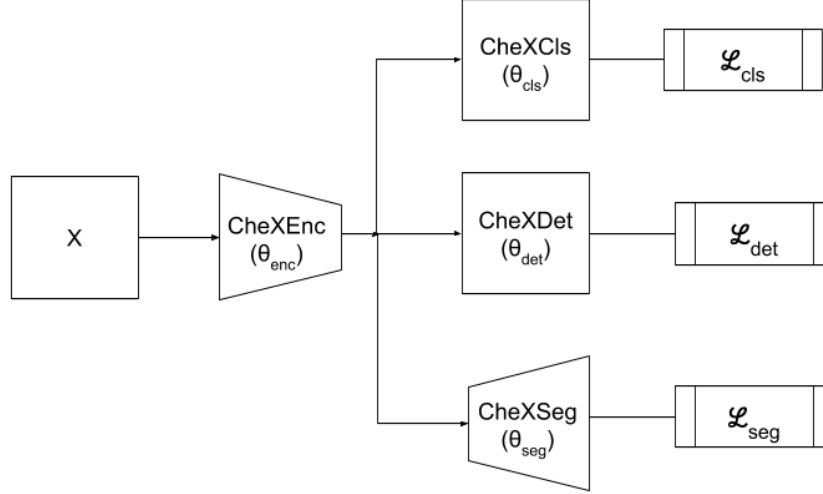 X
CheXEnc
(θenc)
CheXCls
(θcls)
ℒcls
CheXDet
(θdet)
ℒdet
CheXSeg
(θseg)
ℒseg